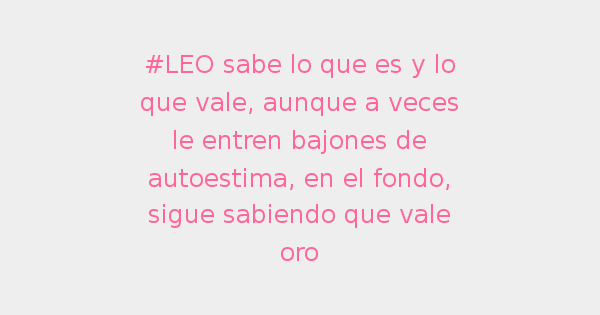 #LEO sabe lo que es y lo
que vale, aunque a veces
le entren bajones de
autoestima, en el fondo,
sigue sabiendo que vale
oro